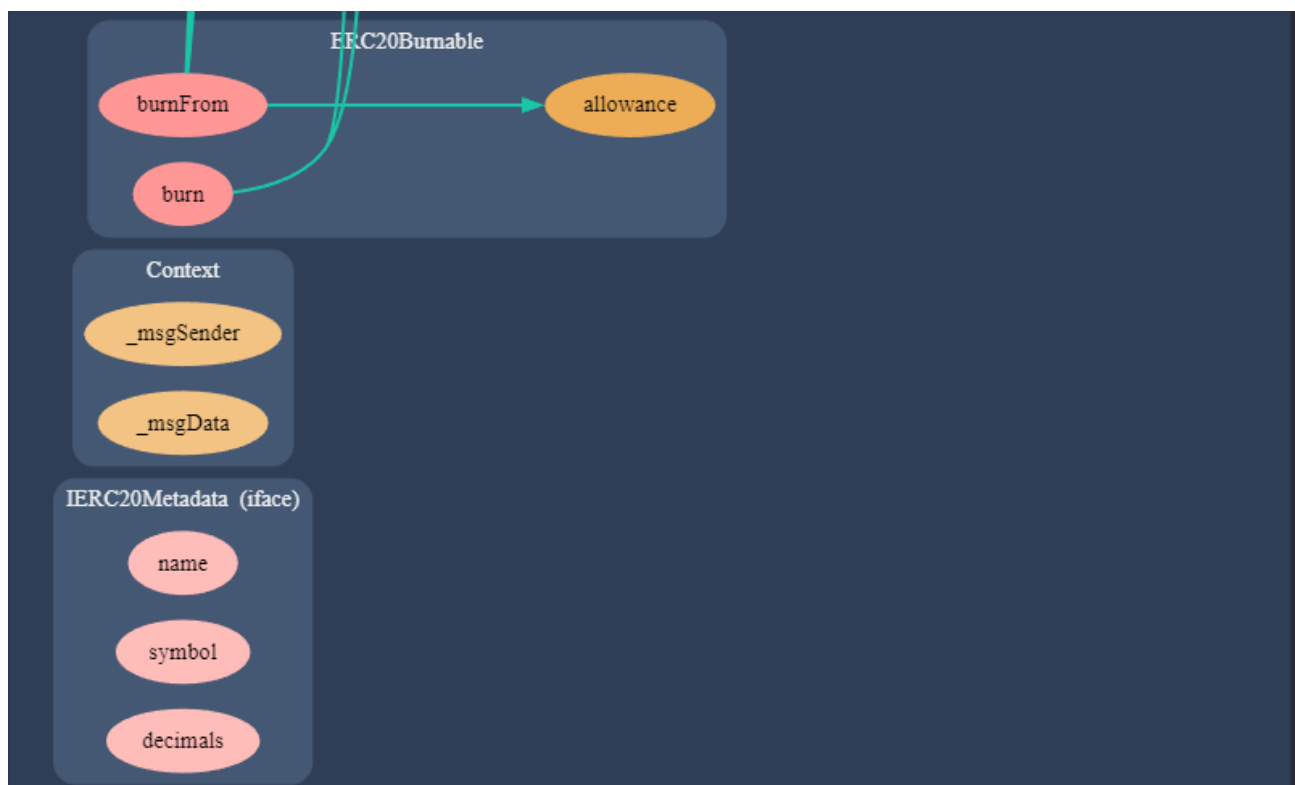 ERC20Burnable
burnFrom
allowance
burn
Context
_msgSender
_msgData
IERC20Metadata (iface)
name
symbol
decimals